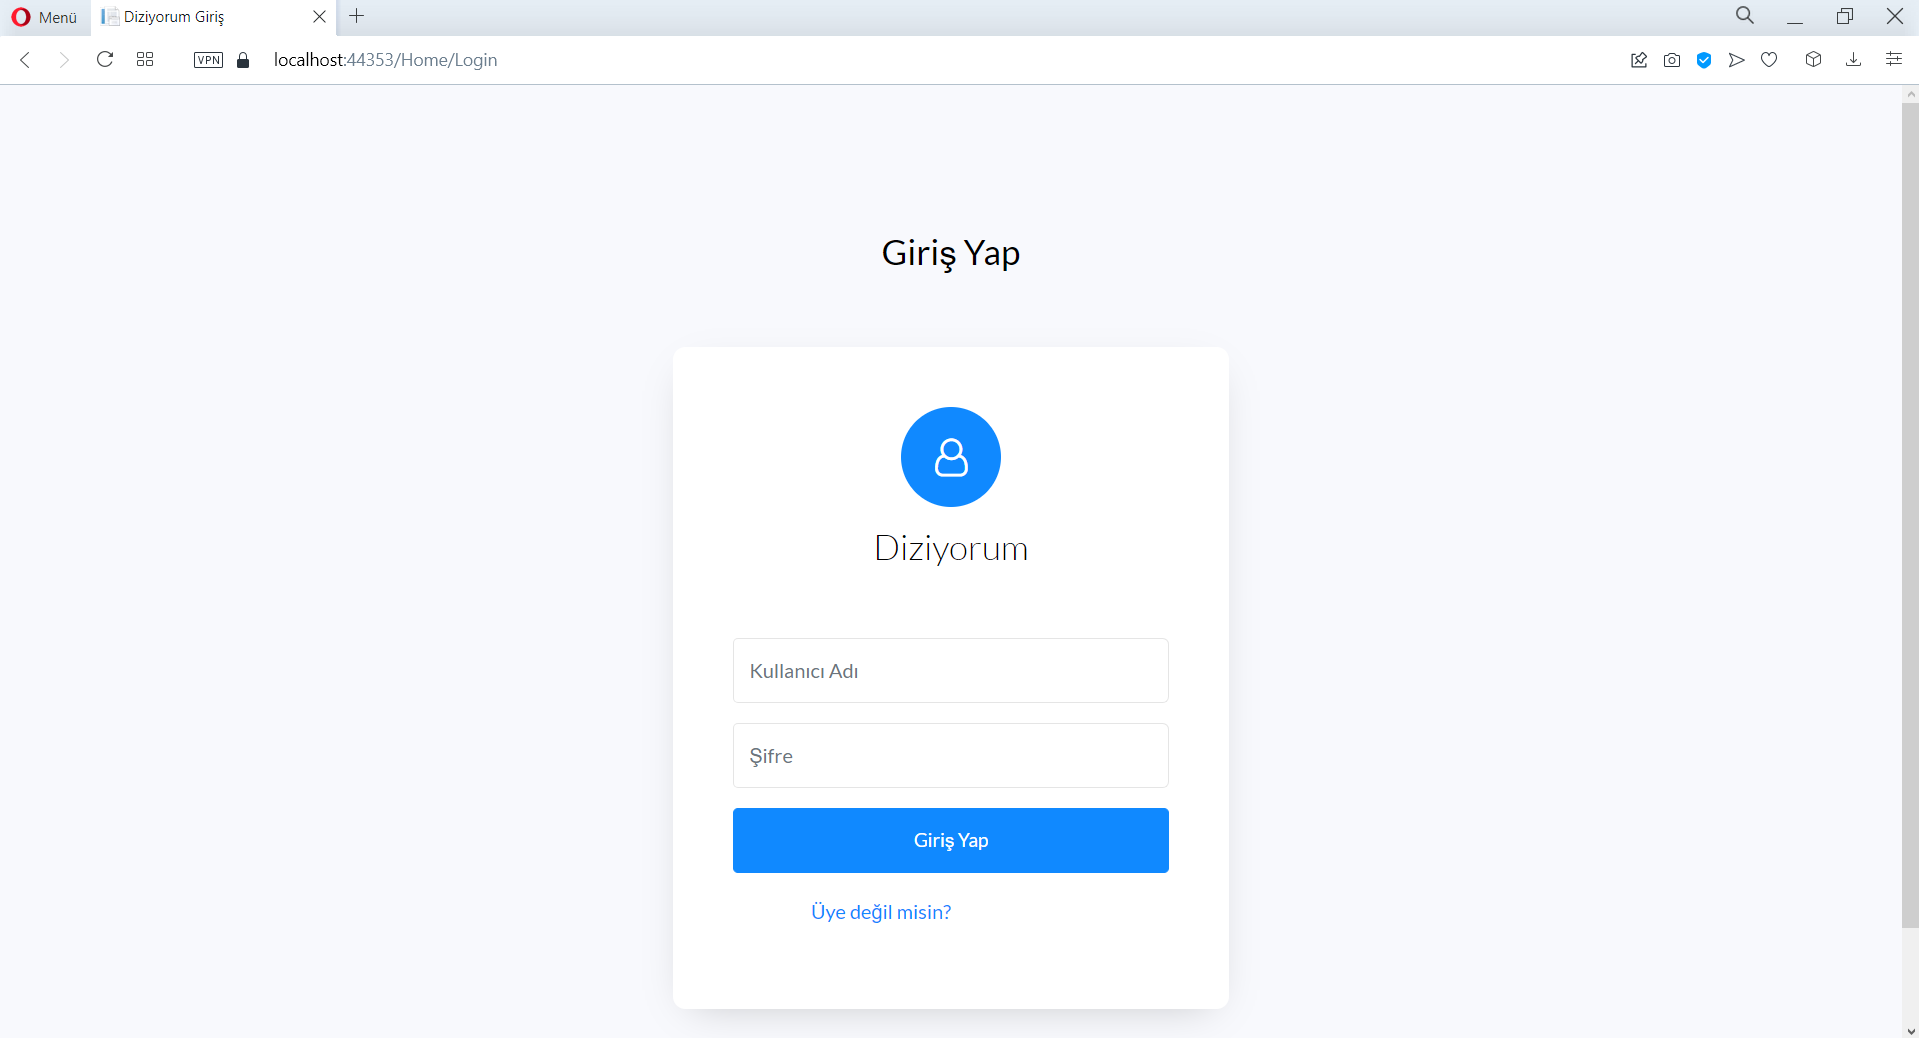 Menü
Diziyorum Giriş
VPN
localhost:44353/Home/Login
Giriş Yap
Diziyorum
Kullanıcı Adı
Şifre
Giriş Yap
Üye değil misin?